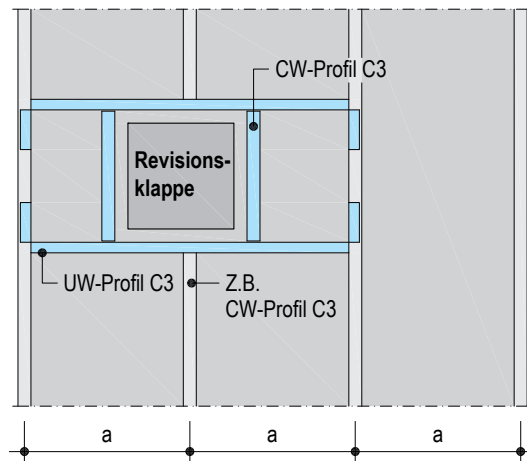 CW-Profil C3
Revisions-
klappe
UW-Profil C3
Z.B.
CW-Profil C3
a
a
a